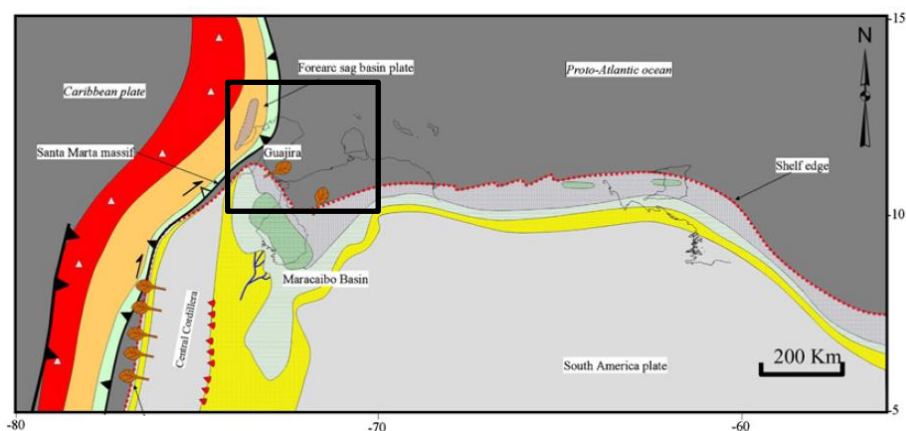 15
N
Forearc sag basin plate
Proto-Atlantic ocean
Caribbean plate
Santa Marta massif
Guajira
Shelf edge
10
Maracaibo Basin
Central Cordillera
South America plate
200 Km
5
-80
-70
-60